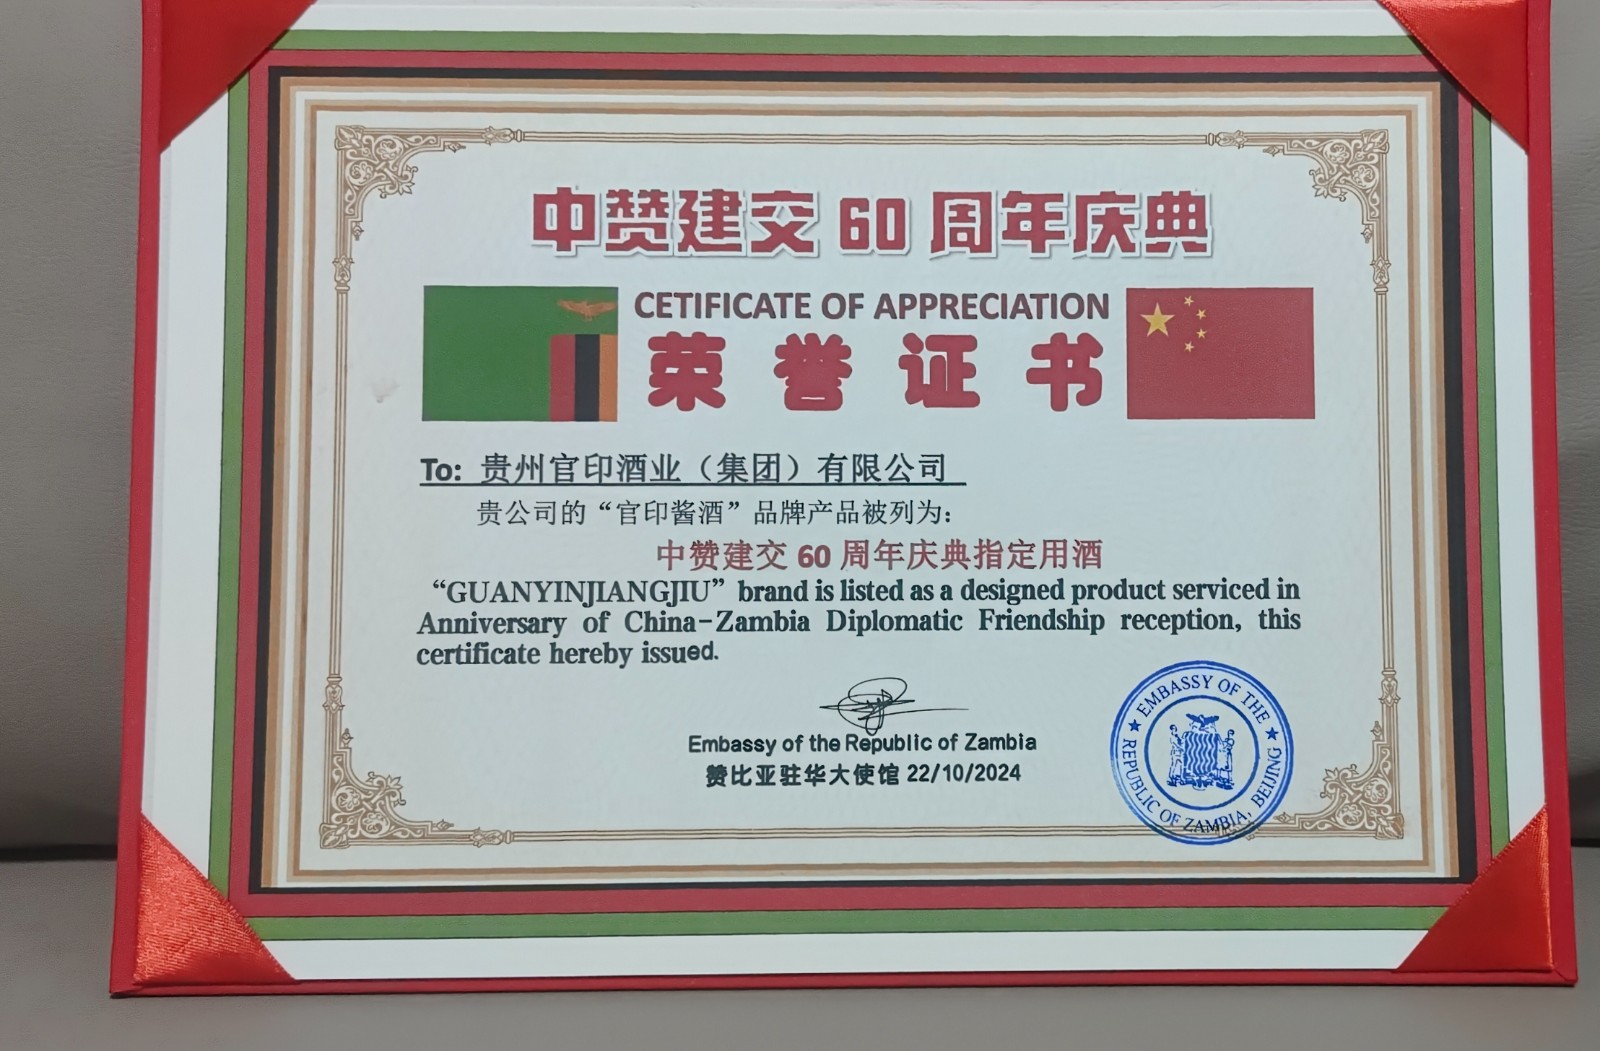 中赞建交 60 周年庆典
CETIFICATE OF APPRECIATION
荣誉证书
To: 贵州官印酒业（集团）有限公司
贵公司的“官印酱酒”品牌产品被列为：
中赞建交 60 周年庆典指定用酒
“GUANYINJIANGJIU” brand is listed as a designed product serviced in
Anniversary of China-Zambia Diplomatic Friendship reception, this
certificate hereby issued.
Embassy of the Republic of Zambia
赞比亚驻华大使馆 22/10/2024
★ EMBASSY OF THE ★
REPUBLIC OF ZAMBIA, BEIJING